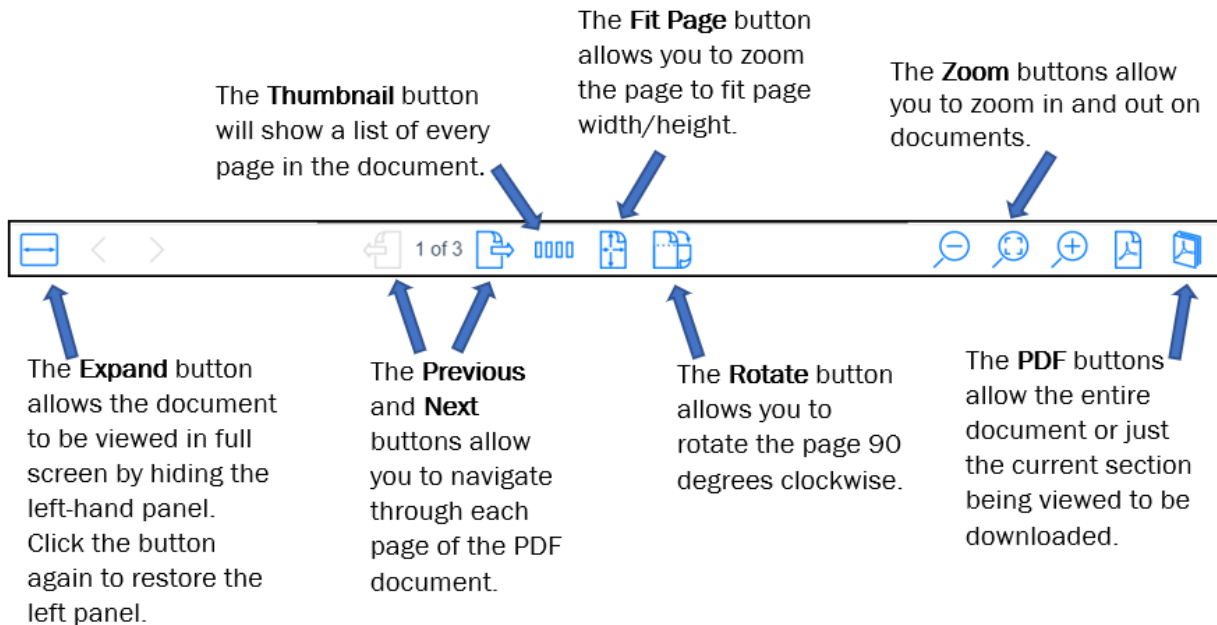 The Fit Page button
allows you to zoom
the page to fit page
width/height.
The Zoom buttons allow
you to zoom in and out on
documents.
The Thumbnail button
will show a list of every
page in the document.
1 of 3
The Expand button
allows the document
to be viewed in full
screen by hiding the
left-hand panel.
Click the button
again to restore the
left panel.
The Previous
and Next
buttons allow
you to navigate
through each
page of the PDF
document.
The Rotate button
allows you to
rotate the page 90
degrees clockwise.
The PDF buttons
allow the entire
document or just
the current section
being viewed to be
downloaded.